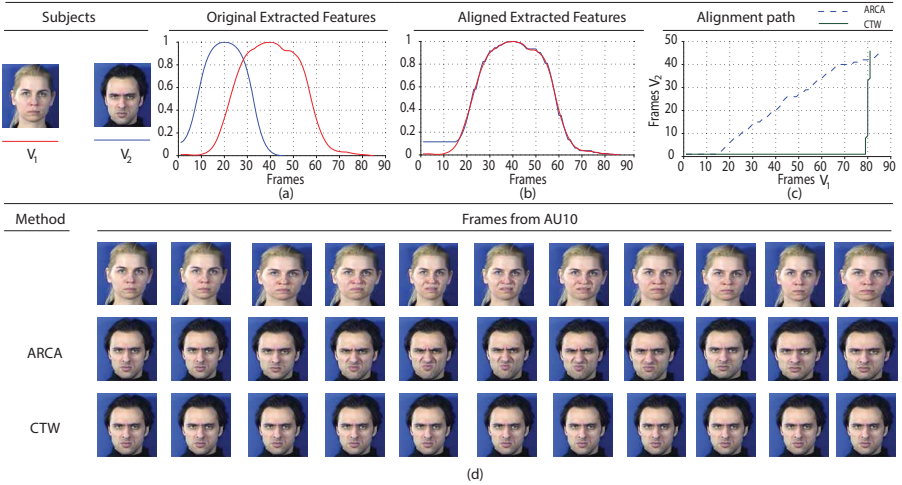 Subjects
Original Extracted Features
Aligned Extracted Features
Alignment path
ARCA
CTW
V1
V2
1
0.8
0.6
0.4
0.2
0
0 10 20 30 40 50 60 70 80 90
Frames
(a)
1
0.8
0.6
0.4
0.2
0
0 10 20 30 40 50 60 70 80 90
Frames
(b)
Frames V2
50
40
30
20
10
0
0 10 20 30 40 50 60 70 80 90
Frames V1
(c)
Method
Frames from AU10
ARCA
CTW
(d)